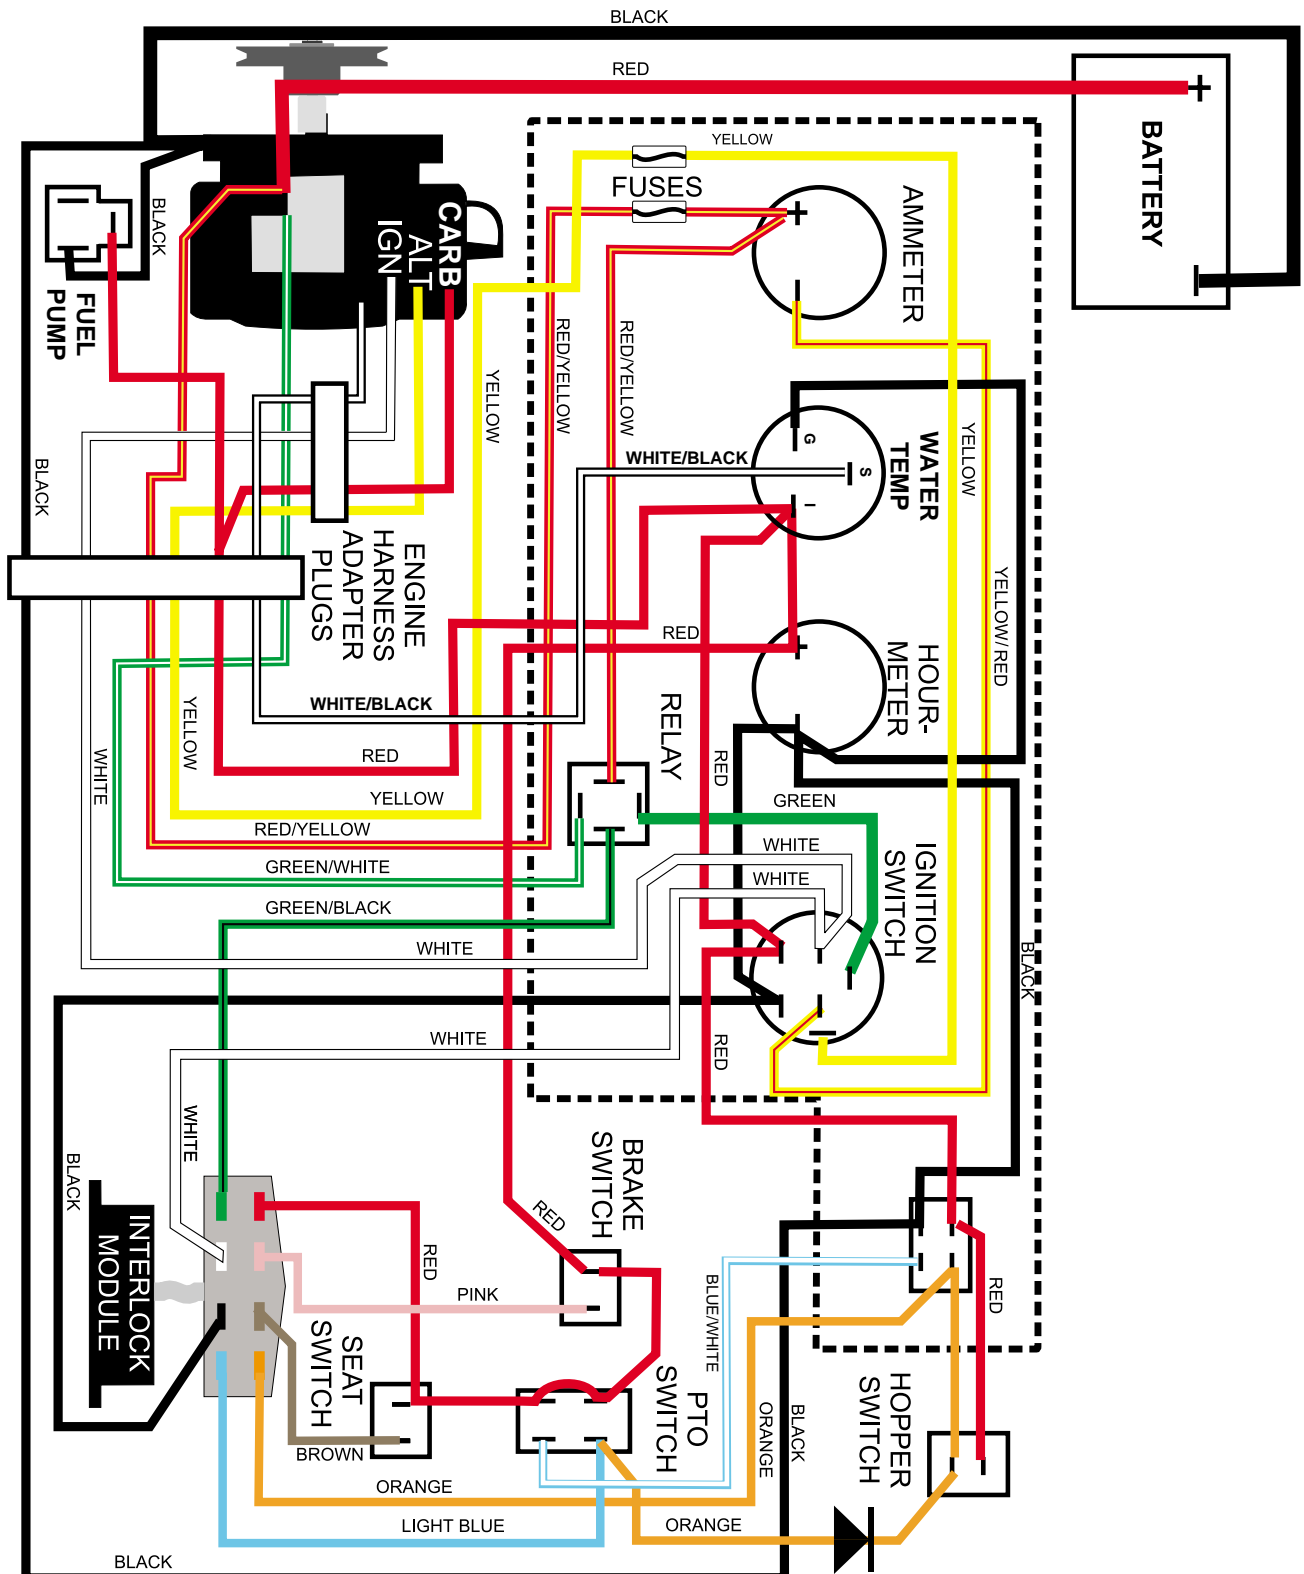 BLACK
RED
BATTERY
YELLOW
FUSES
AMMETER
BLACK
CARB
ALT
IGN
FUEL
PUMP
RED/YELLOW
RED/YELLOW
YELLOW
YELLOW
WATER
TEMP
G
S
I
WHITE/BLACK
BLACK
ENGINE
HARNESS
ADAPTER
PLUGS
YELLOW/RED
RED
HOUR-
METER
WHITE/BLACK
RELAY
YELLOW
WHITE
RED
RED
YELLOW
GREEN
RED/YELLOW
WHITE
GREEN/WHITE
WHITE
IGNITION
SWITCH
GREEN/BLACK
WHITE
BLACK
WHITE
RED
WHITE
BLACK
BRAKE
SWITCH
RED
INTERLOCK
MODULE
RED
PINK
BLUE/WHITE
RED
SEAT
SWITCH
PTO
SWITCH
HOPPER
SWITCH
BLACK
ORANGE
BROWN
ORANGE
LIGHT BLUE
ORANGE
BLACK